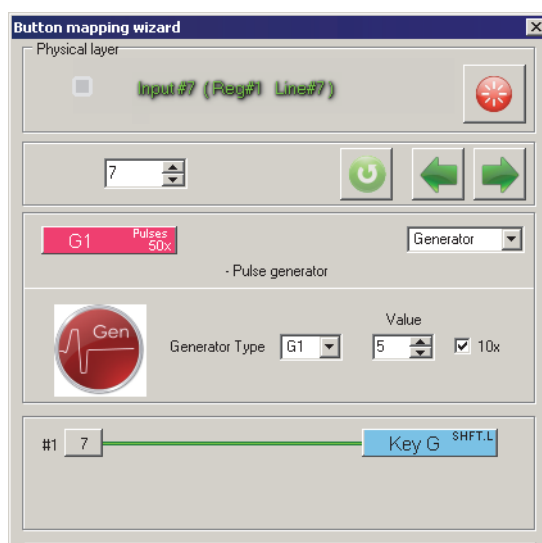 Button mapping wizard
Physical layer
Input#7 (Reg#1 Line#7)
7
G1 Pulses 50x
Generator
- Pulse generator
Gen
Value
Generator Type G1 5 10x
#1 7 Key G SHFT.L